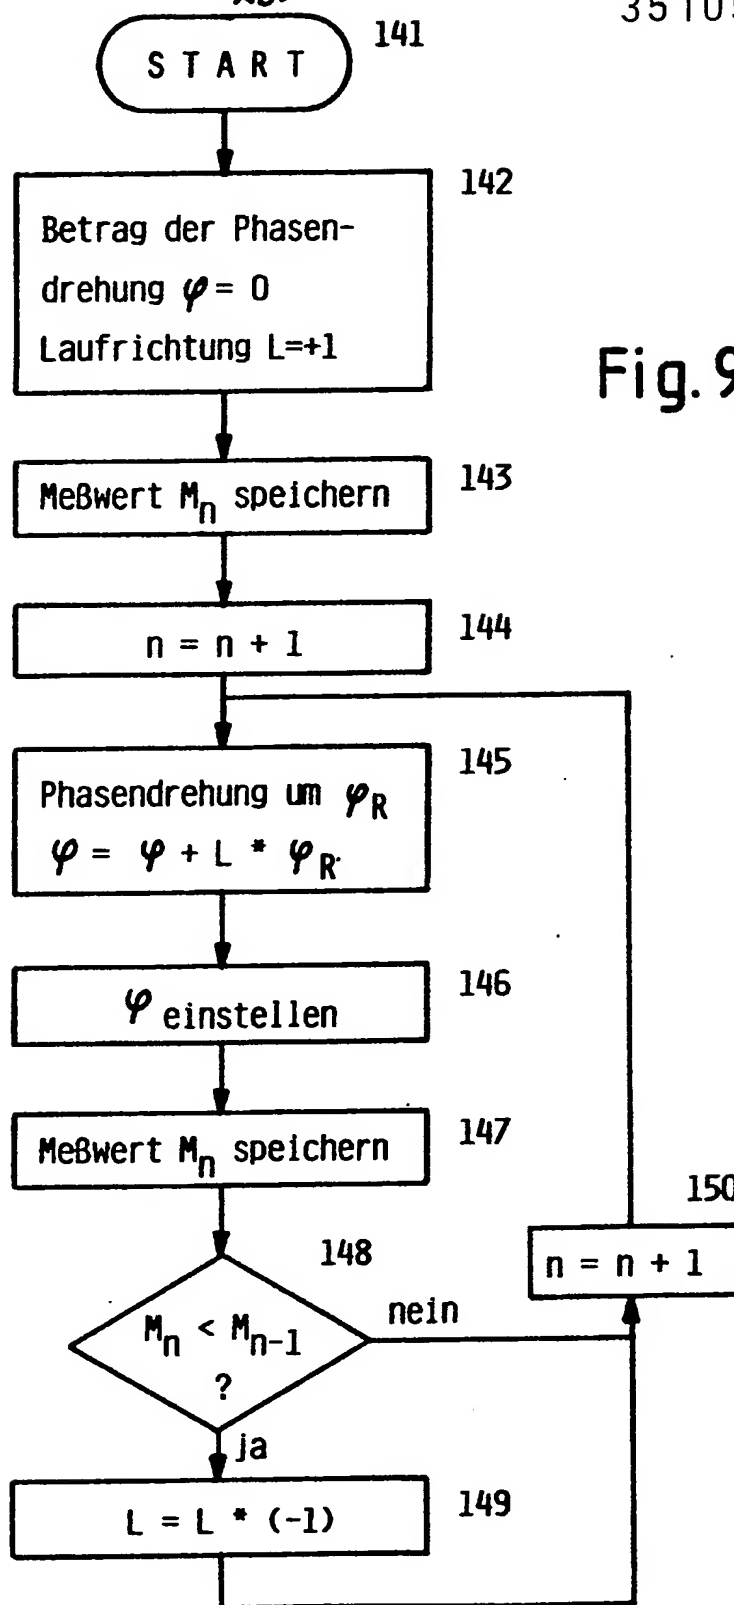 35105
START
141
142
Betrag der Phasen-
drehung φ = 0
Laufrichtung L=+1
Fig. 9
Meßwert Mn speichern
143
n = n + 1
144
Phasendrehung um φR
φ = φ + L * φR
145
φ einstellen
146
Meßwert Mn speichern
147
148
Mn < Mn-1
?
nein
150
n = n + 1
ja
L = L * (-1)
149